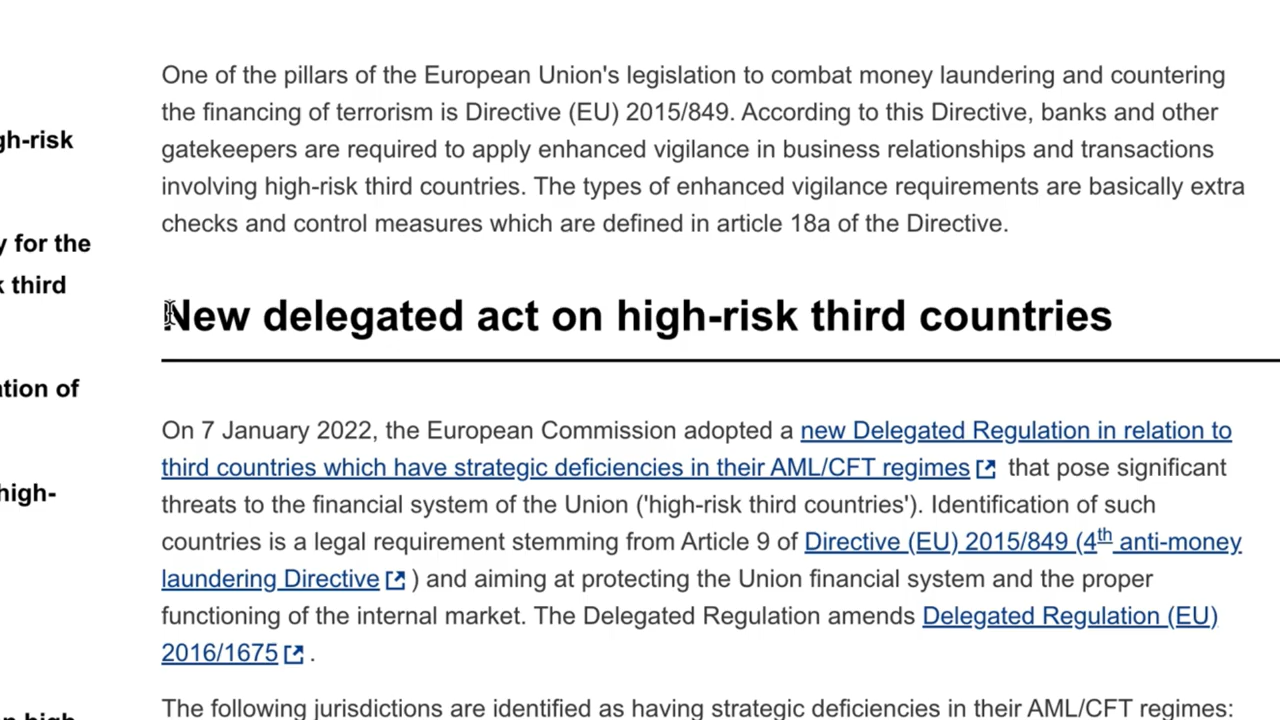 gh-risk
y for the
k third
ation of
high-
One of the pillars of the European Union's legislation to combat money laundering and countering
the financing of terrorism is Directive (EU) 2015/849. According to this Directive, banks and other
gatekeepers are required to apply enhanced vigilance in business relationships and transactions
involving high-risk third countries. The types of enhanced vigilance requirements are basically extra
checks and control measures which are defined in article 18a of the Directive.
New delegated act on high-risk third countries
On 7 January 2022, the European Commission adopted a new Delegated Regulation in relation to
third countries which have strategic deficiencies in their AML/CFT regimes that pose significant
threats to the financial system of the Union ('high-risk third countries'). Identification of such
countries is a legal requirement stemming from Article 9 of Directive (EU) 2015/849 (4th anti-money
laundering Directive ) and aiming at protecting the Union financial system and the proper
functioning of the internal market. The Delegated Regulation amends Delegated Regulation (EU)
2016/1675 .
The following jurisdictions are identified as having strategic deficiencies in their AML/CFT regimes: